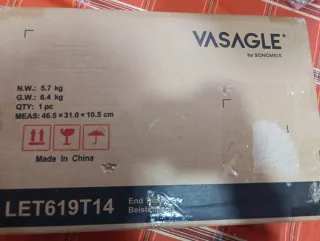 VASAGLE
by SONGMICS
N.W.: 5.7 kg
G.W.: 6.4 kg
QTY: 1 pc
MEAS: 46.5 × 31.0 × 10.5 cm
Made in China
LET619T14
End
Beistell